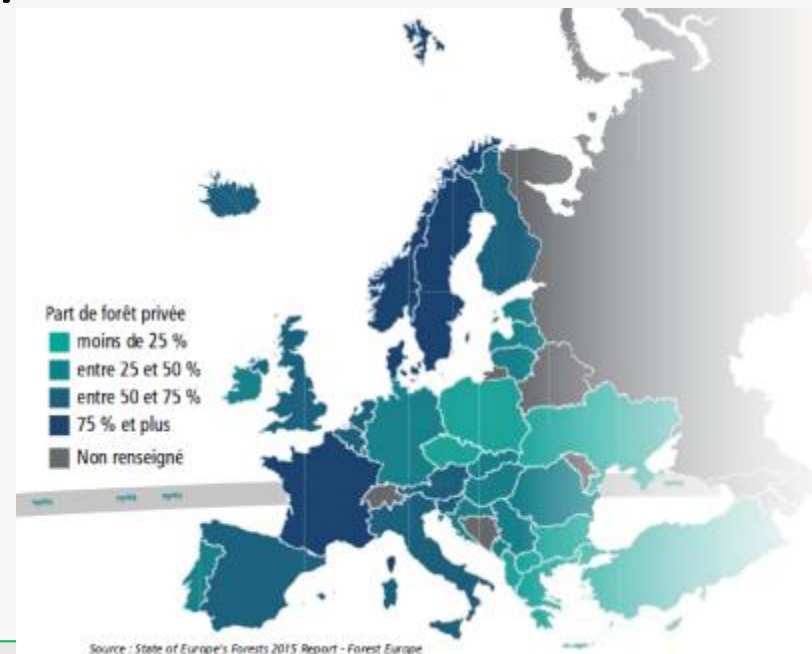 Part de forêt privée
moins de 25 %
entre 25 et 50 %
entre 50 et 75 %
75 % et plus
Non renseigné
Source : State of Europe's Forests 2015 Report - Forest Europe